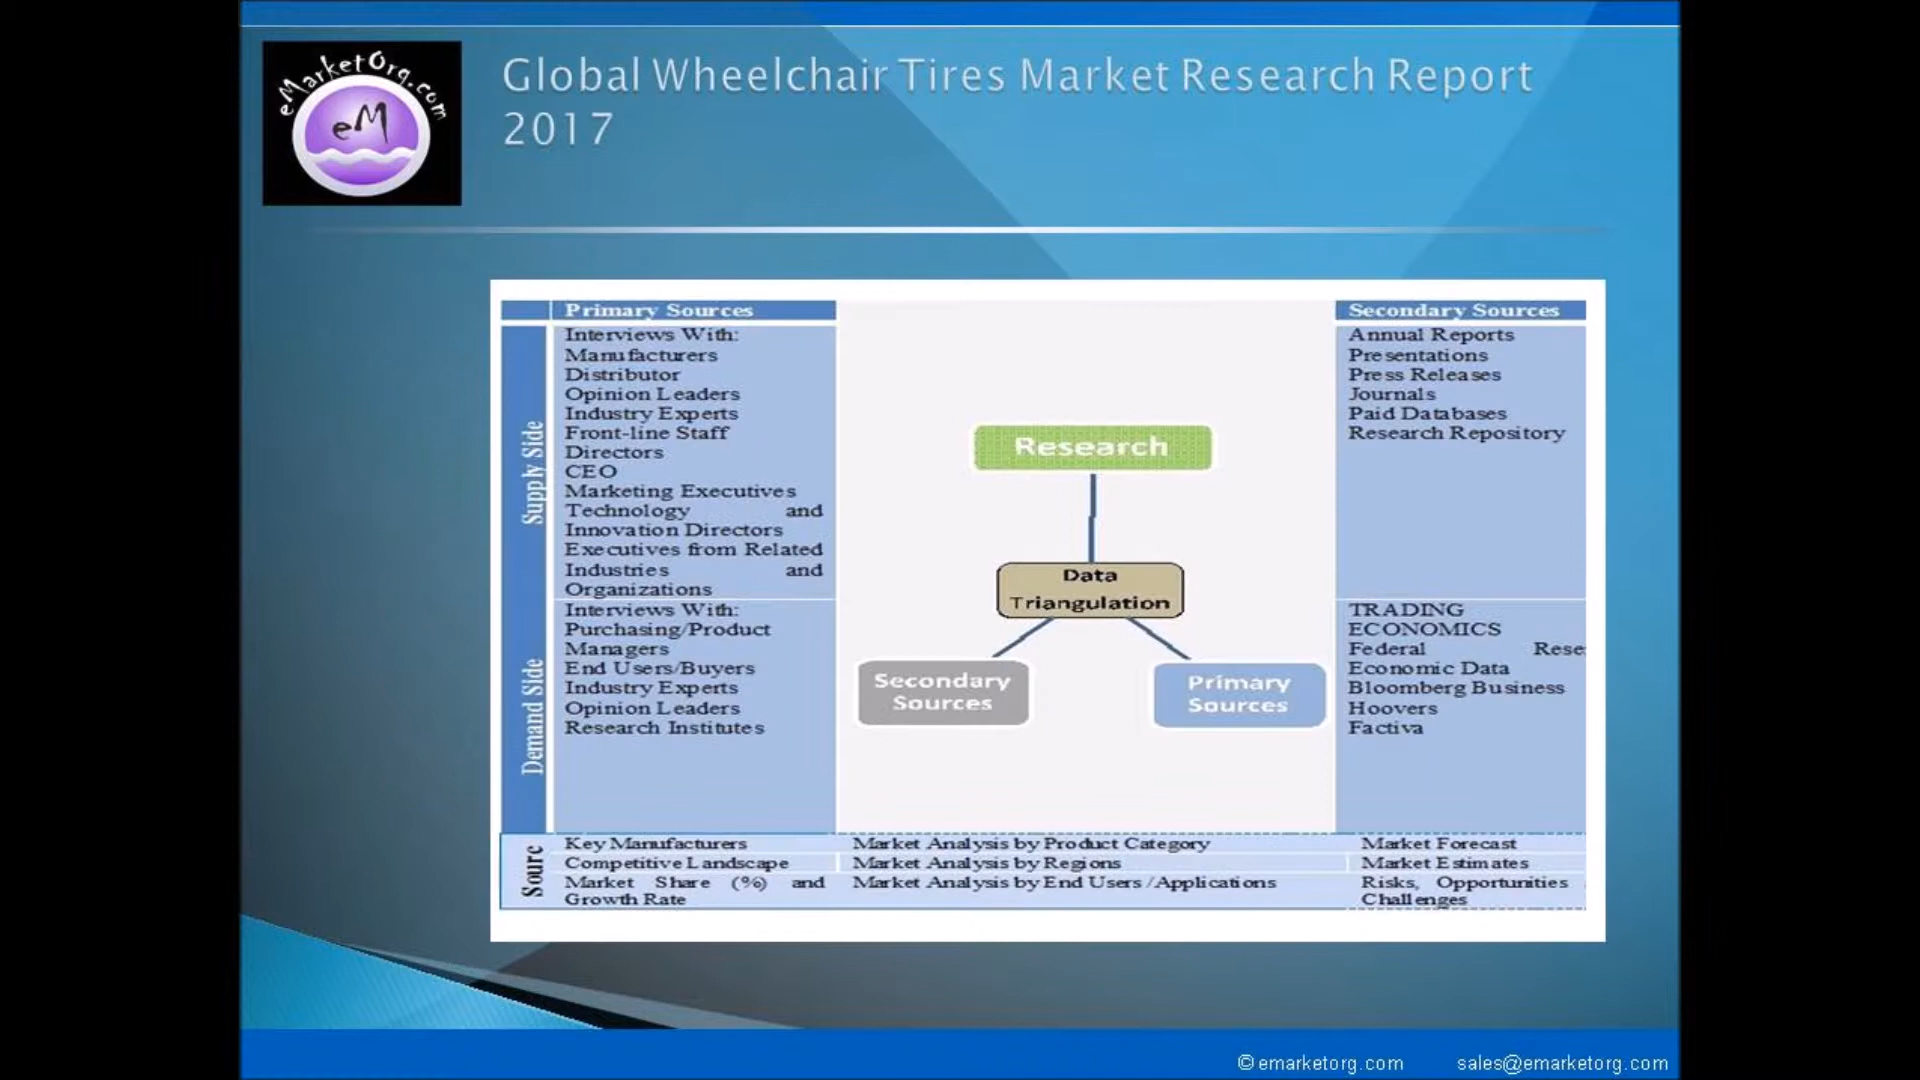 eMarketOrg.com
eM
Global Wheelchair Tires Market Research Report
2017
Primary Sources
Secondary Sources
Supply Side
Interviews With:
Manufacturers
Distributor
Opinion Leaders
Industry Experts
Front-line Staff
Directors
CEO
Marketing Executives
Technology and
Innovation Directors
Executives from Related
Industries and
Organizations
Annual Reports
Presentations
Press Releases
Journals
Paid Databases
Research Repository
Research
Data
Triangulation
Secondary
Sources
Primary
Sources
Demand Side
Interviews With:
Purchasing/Product
Managers
End Users/Buyers
Industry Experts
Opinion Leaders
Research Institutes
TRADING
ECONOMICS
Federal Rese
Economic Data
Bloomberg Business
Hoovers
Factiva
Sourc
Key Manufacturers
Competitive Landscape
Market Share (%) and
Growth Rate
Market Analysis by Product Category
Market Analysis by Regions
Market Analysis by End Users /Applications
Market Forecast
Market Estimates
Risks, Opportunities
Challenges
© emarketorg.com sales@emarketorg.com